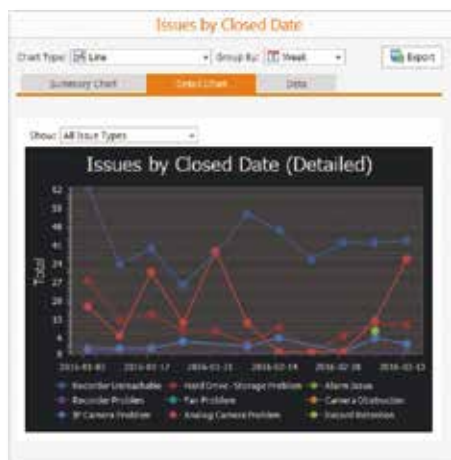 Issues by Closed Date
Chart Type: Line Group By: Week Export
Summary Chart Detail Chart Data
Show: All Issue Types
Issues by Closed Date (Detailed)
Total
Recorder Unreachable Hard Drive - Storage Problem Alarm Issue
Recorder Problem Fan Problem Camera Obstruction
IP Camera Problem Analog Camera Problem Record Retention